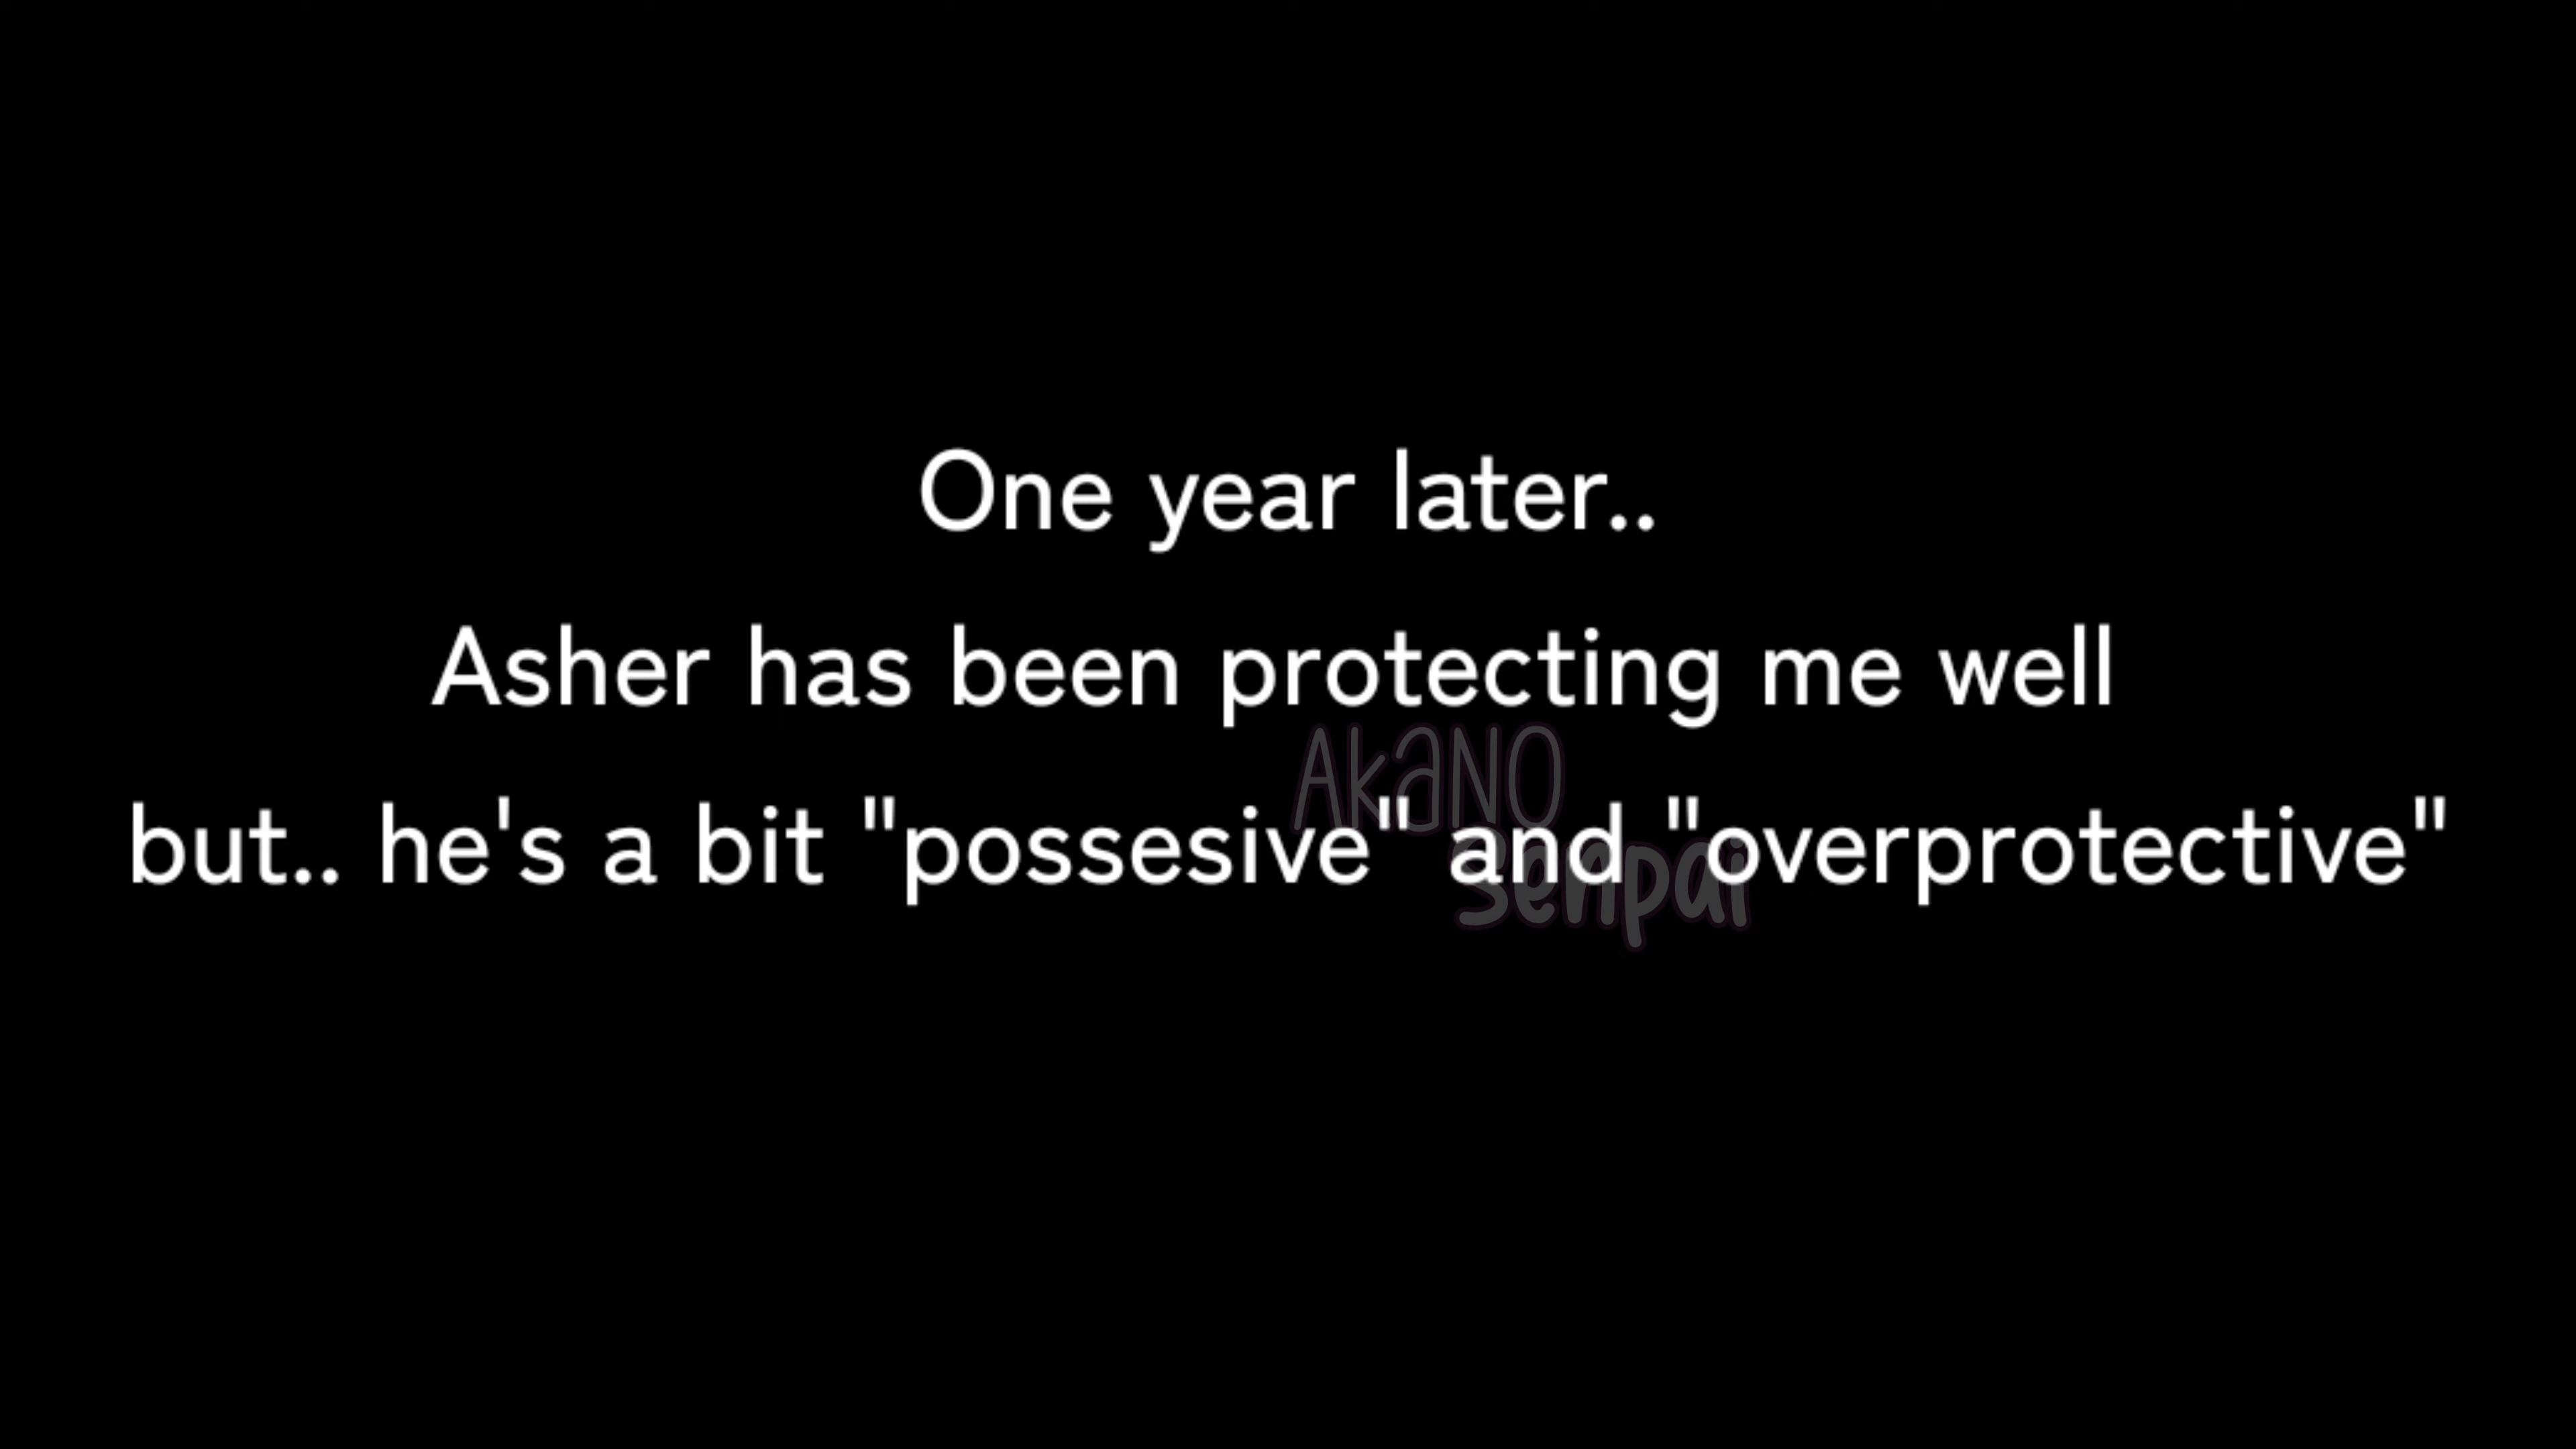 One year later..
Asher has been protecting me well
but.. he's a bit "possesive" and "overprotective"
AkaNO
senpai